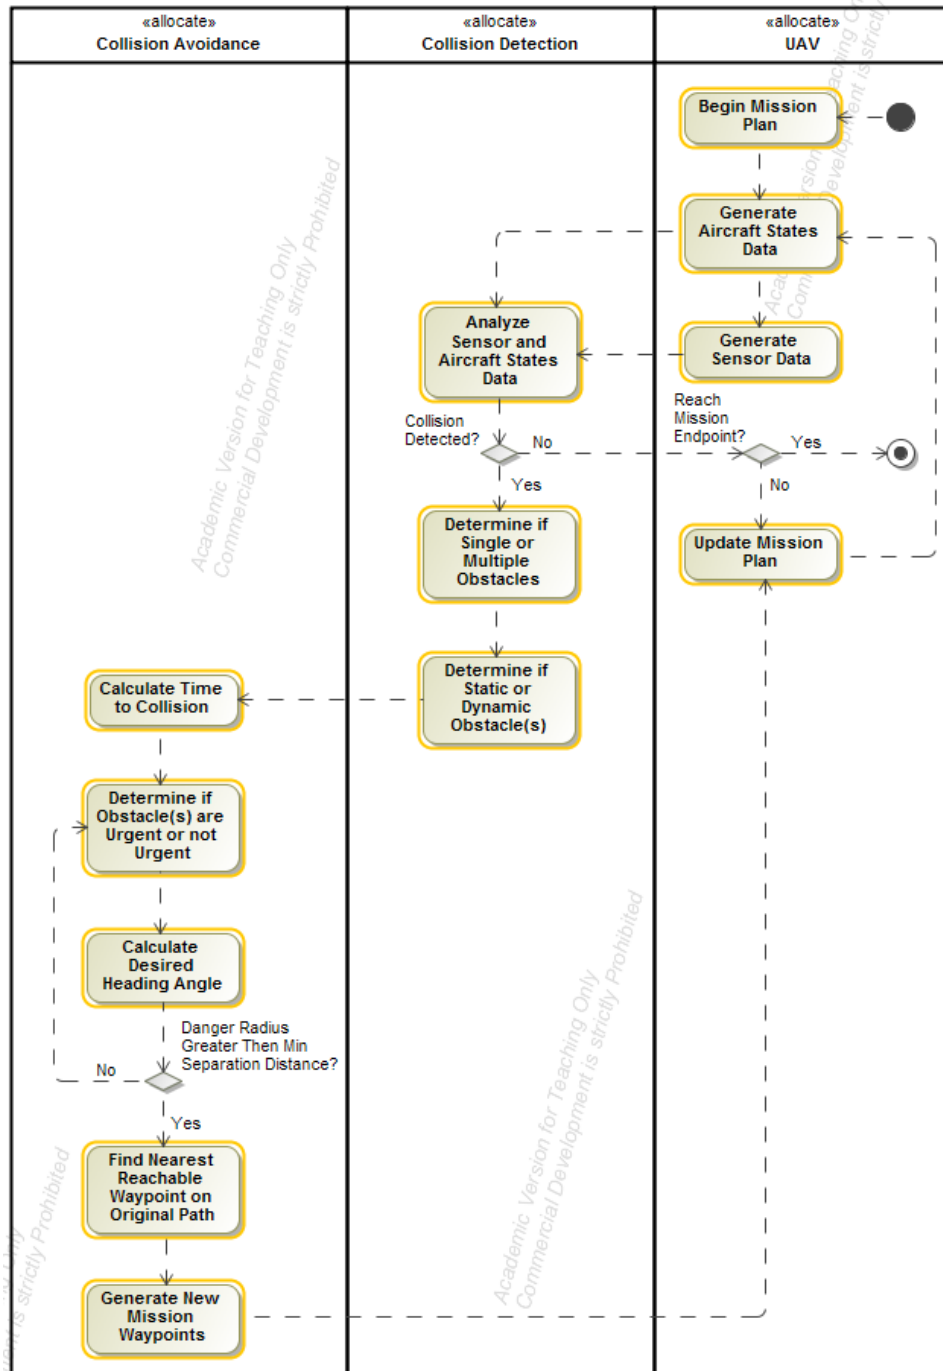 «allocate»
Collision Avoidance
«allocate»
Collision Detection
«allocate»
UAV
Begin Mission
Plan
Generate
Aircraft States
Data
Analyze
Sensor and
Aircraft States
Data
Generate
Sensor Data
Collision
Detected?
No
Yes
Reach
Mission
Endpoint?
Yes
No
Determine if
Single or
Multiple
Obstacles
Update Mission
Plan
Determine if
Static or
Dynamic
Obstacle(s)
Calculate Time
to Collision
Determine if
Obstacle(s) are
Urgent or not
Urgent
Calculate
Desired
Heading Angle
Danger Radius
Greater Then Min
Separation Distance?
No
Yes
Find Nearest
Reachable
Waypoint on
Original Path
Generate New
Mission
Waypoints
Academic Version for Teaching Only
Commercial Development is strictly Prohibited
Academic Version for Teaching Only
Commercial Development is strictly Prohibited